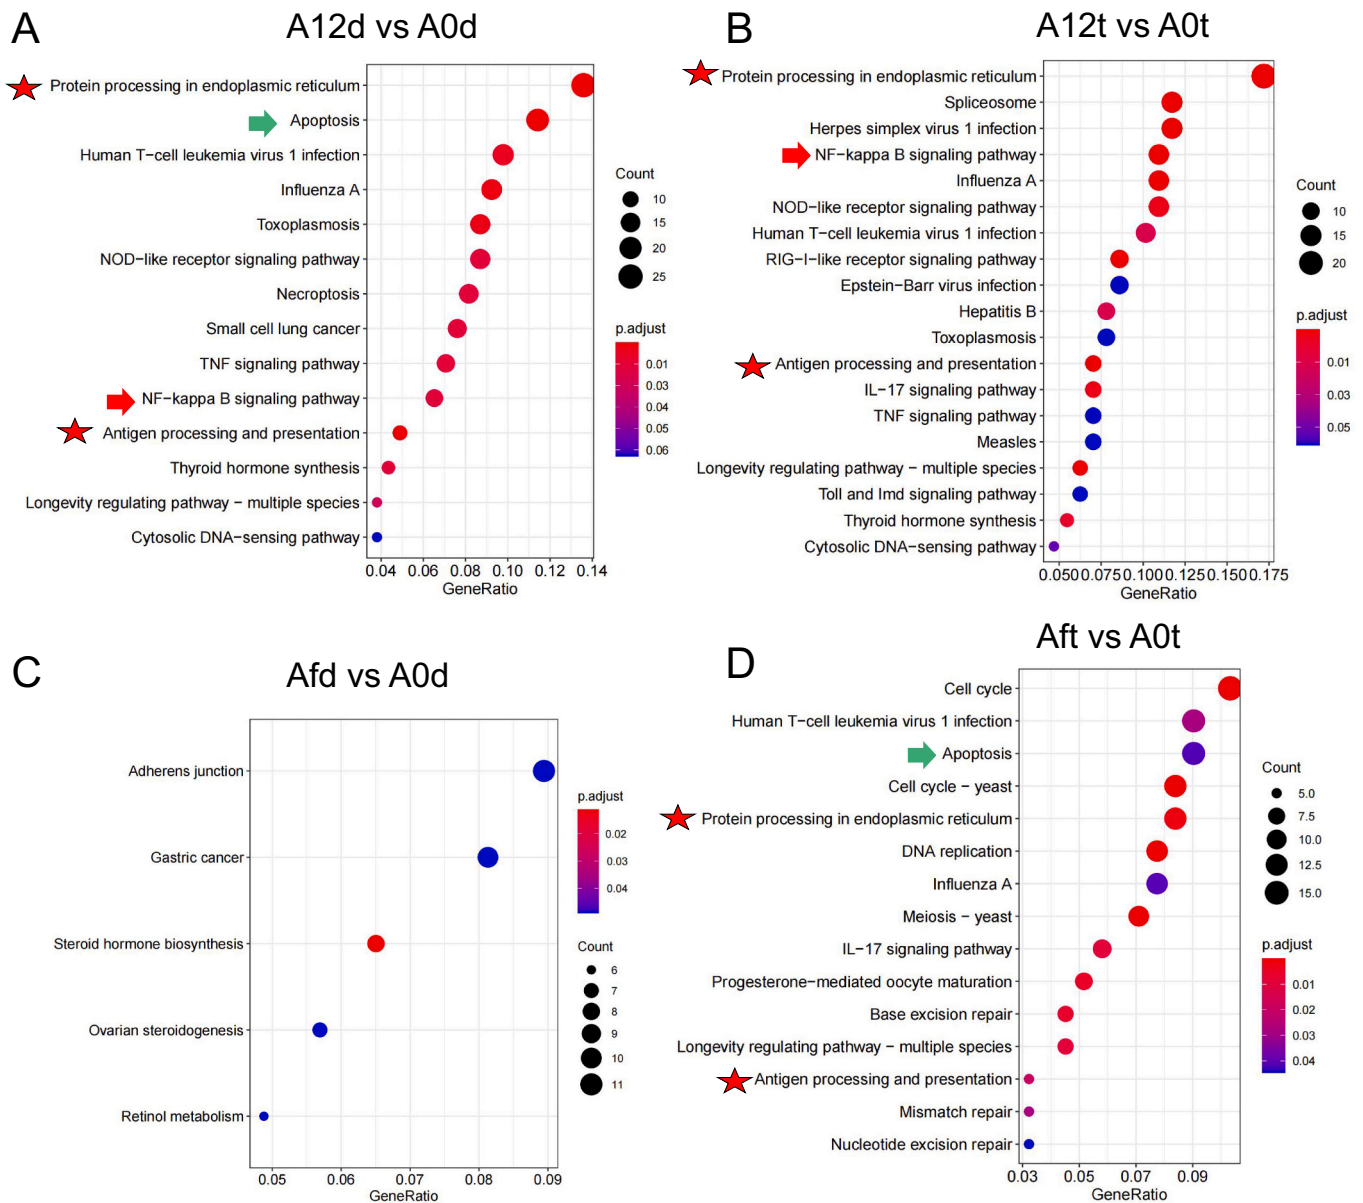 A
A12d vs A0d
Protein processing in endoplasmic reticulum
Apoptosis
Human T−cell leukemia virus 1 infection
Influenza A
Toxoplasmosis
NOD−like receptor signaling pathway
Necroptosis
Small cell lung cancer
TNF signaling pathway
NF−kappa B signaling pathway
Antigen processing and presentation
Thyroid hormone synthesis
Longevity regulating pathway − multiple species
Cytosolic DNA−sensing pathway
0.04 0.06 0.08 0.10 0.12 0.14
GeneRatio
Count
10
15
20
25
p.adjust
0.01
0.03
0.04
0.05
0.06
B
A12t vs A0t
Protein processing in endoplasmic reticulum
Spliceosome
Herpes simplex virus 1 infection
NF−kappa B signaling pathway
Influenza A
NOD−like receptor signaling pathway
Human T−cell leukemia virus 1 infection
RIG−I−like receptor signaling pathway
Epstein−Barr virus infection
Hepatitis B
Toxoplasmosis
Antigen processing and presentation
IL−17 signaling pathway
TNF signaling pathway
Measles
Longevity regulating pathway − multiple species
Toll and Imd signaling pathway
Thyroid hormone synthesis
Cytosolic DNA−sensing pathway
0.050 0.075 0.100 0.125 0.150 0.175
GeneRatio
Count
10
15
20
p.adjust
0.01
0.03
0.05
C
Afd vs A0d
Adherens junction
Gastric cancer
Steroid hormone biosynthesis
Ovarian steroidogenesis
Retinol metabolism
0.05 0.06 0.07 0.08 0.09
GeneRatio
p.adjust
0.02
0.03
0.04
Count
6
7
8
9
10
11
D
Aft vs A0t
Cell cycle
Human T−cell leukemia virus 1 infection
Apoptosis
Cell cycle − yeast
Protein processing in endoplasmic reticulum
DNA replication
Influenza A
Meiosis − yeast
IL−17 signaling pathway
Progesterone−mediated oocyte maturation
Base excision repair
Longevity regulating pathway − multiple species
Antigen processing and presentation
Mismatch repair
Nucleotide excision repair
0.03 0.05 0.07 0.09
GeneRatio
Count
5.0
7.5
10.0
12.5
15.0
p.adjust
0.01
0.03
0.04